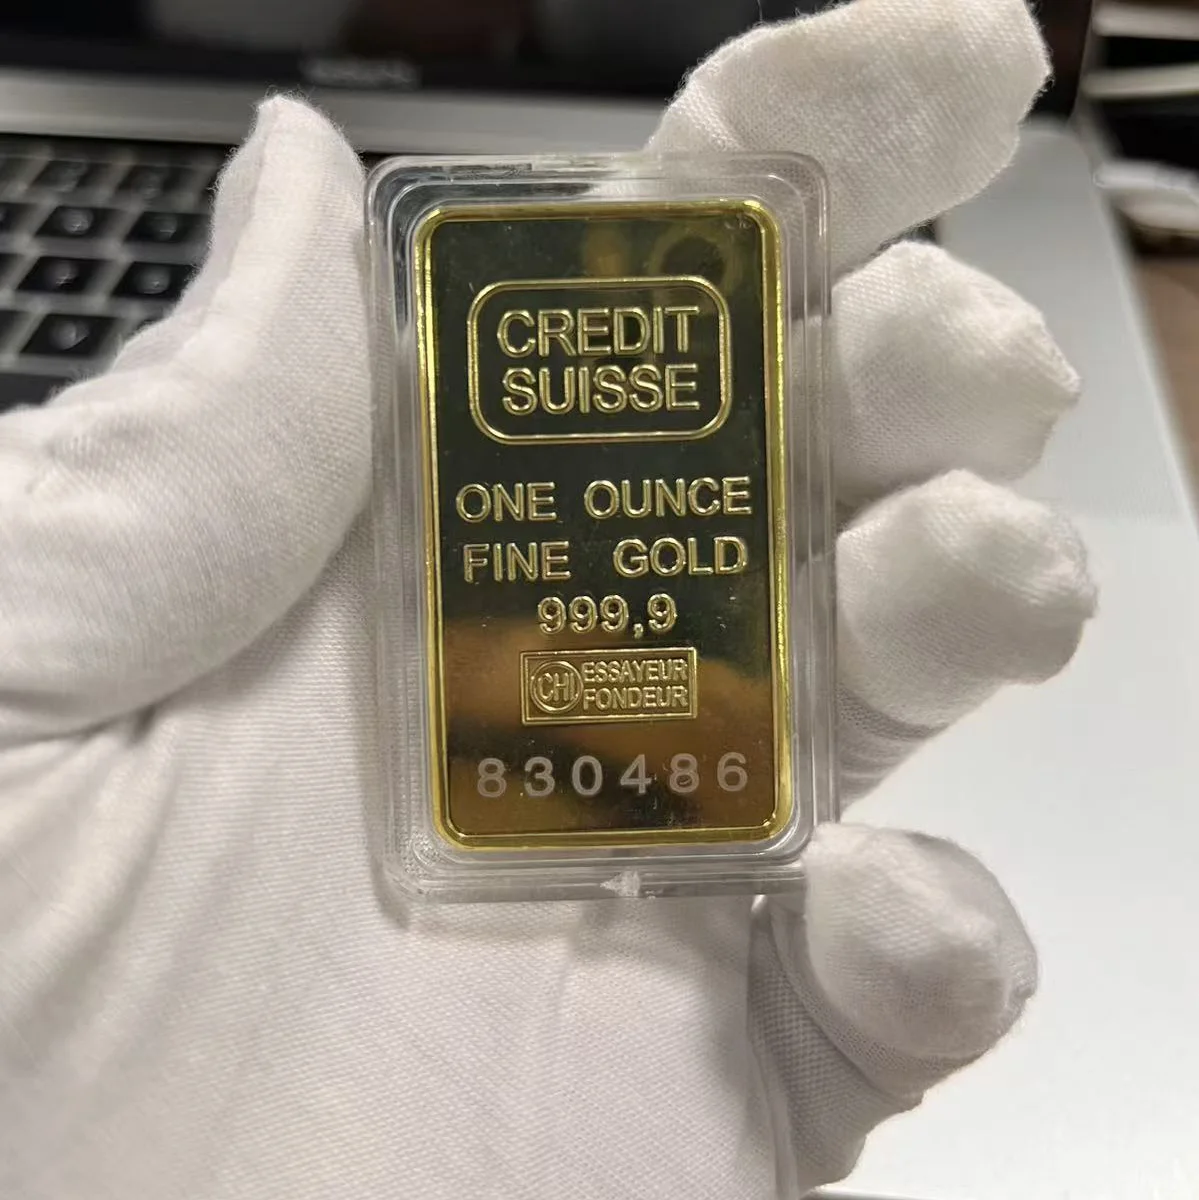 CREDIT
SUISSE
ONE OUNCE
FINE GOLD
999,9
CHI ESSAYEUR
FONDEUR
830486